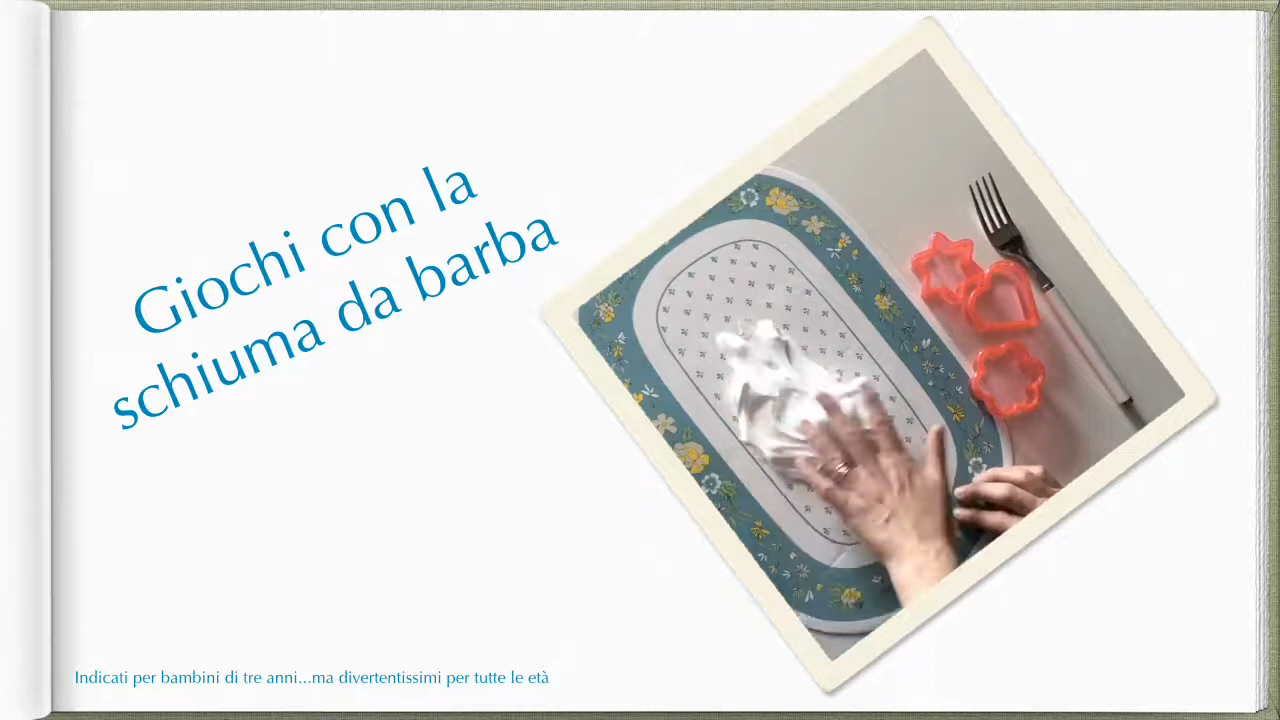 Giochi con la
schiuma da barba
Indicati per bambini di tre anni...ma divertentissimi per tutte le età